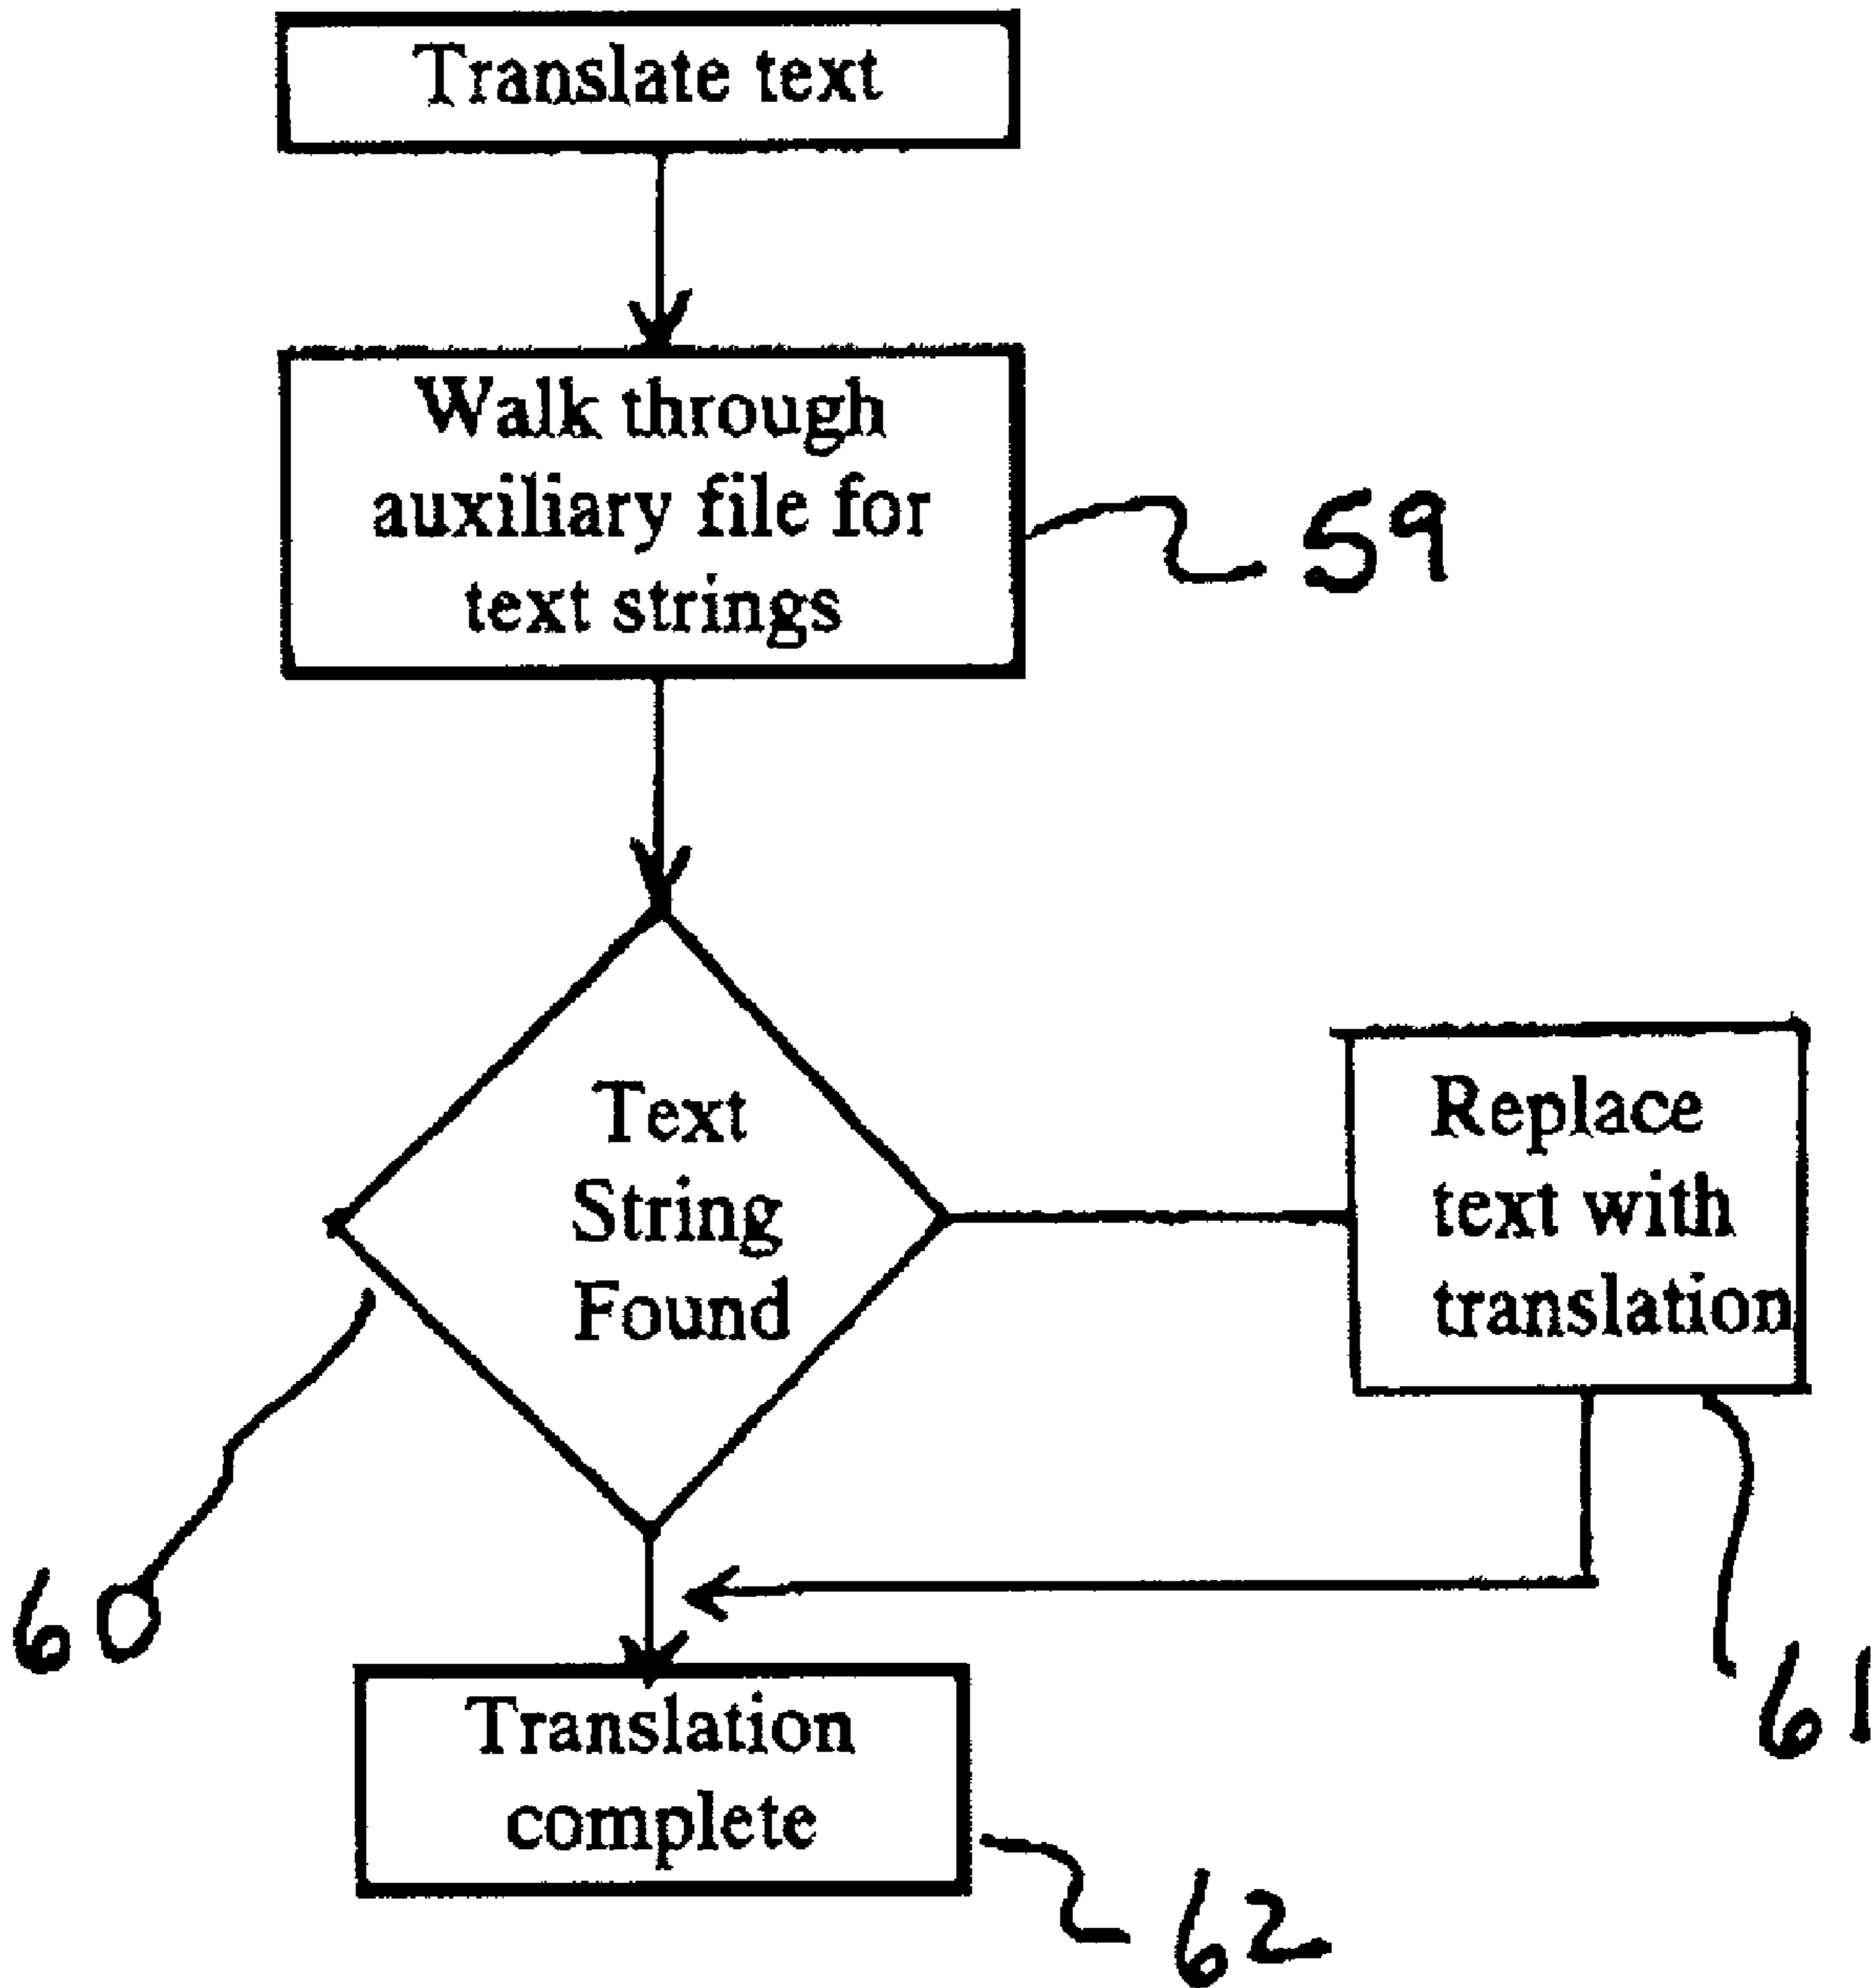 Translate text
Walk through
auxiliary file for
text strings
59
Text
String
Found
Replace
text with
translation
60
61
Translation
complete
62